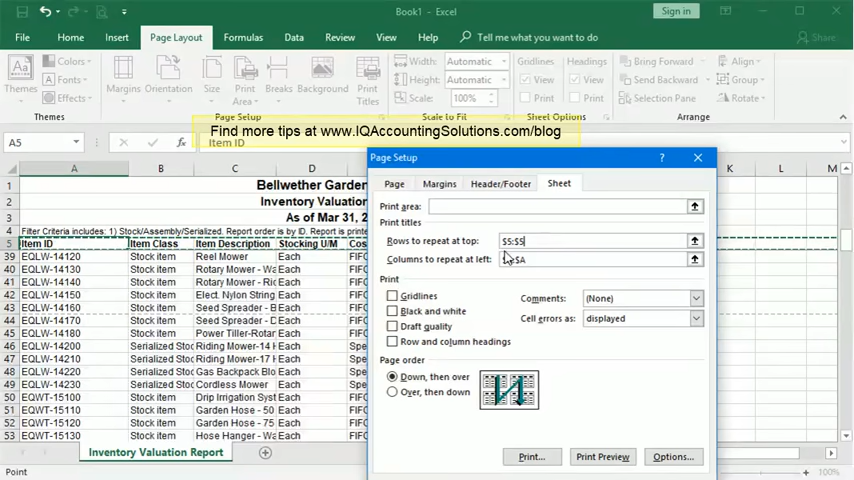 Book1 - Excel
Sign in
File Home Insert Page Layout Formulas Data Review View Help Tell me what you want to do
Themes Colors Fonts Effects
Themes
Margins Orientation Size Print Area Breaks Background Print Titles
Page Setup
Width: Automatic
Height: Automatic
Scale: 100%
Scale to Fit
Gridlines Headings
View View
Print Print
Bring Forward Align
Send Backward Group
Selection Pane Rotate
Arrange
Find more tips at www.IQAccountingSolutions.com/blog
A5 Item ID
A B C D K L M
1 Bellwether Garden
2 Inventory Valuation
3 As of Mar 31, 2
4 Filter Criteria includes: 1) Stock/Assembly/Serialized. Report order is by ID. Report is printed
5 Item ID Item Class Item Description Stocking U/M Cost
39 EQLW-14120 Stock item Reel Mower Each FIFO
40 EQLW-14130 Stock item Rotary Mower - Wa Each FIFO
41 EQLW-14140 Stock item Rotary Mower - Each FIFO
42 EQLW-14150 Stock item Elect. Nylon String Each FIFO
43 EQLW-14160 Stock item Seed Spreader - B Each FIFO
44 EQLW-14170 Stock item Seed Spreader - D Each FIFO
45 EQLW-14180 Stock item Power Tiller-Rotar Each FIFO
46 EQLW-14200 Serialized Stoc Riding Mower-14 H Each Spe
47 EQLW-14210 Serialized Stoc Riding Mower-17 H Each Spe
48 EQLW-14220 Serialized Stoc Gas Backpack Blo Each Spe
49 EQLW-14230 Serialized Stoc Cordless Mower Each Spe
50 EQWT-15100 Stock item Drip Irrigation Syst Each FIFO
51 EQWT-15110 Stock item Garden Hose - 50 Each FIFO
52 EQWT-15120 Stock item Garden Hose - 75 Each FIFO
53 EQWT-15130 Stock item Hose Hanger - Wa Each FIFO
Inventory Valuation Report
Point
100%
Page Setup
Page Margins Header/Footer Sheet
Print area:
Print titles
Rows to repeat at top: $5:$5
Columns to repeat at left: $A
Print
Gridlines Comments: (None)
Black and white
Draft quality Cell errors as: displayed
Row and column headings
Page order
Down, then over
Over, then down
Print... Print Preview Options...